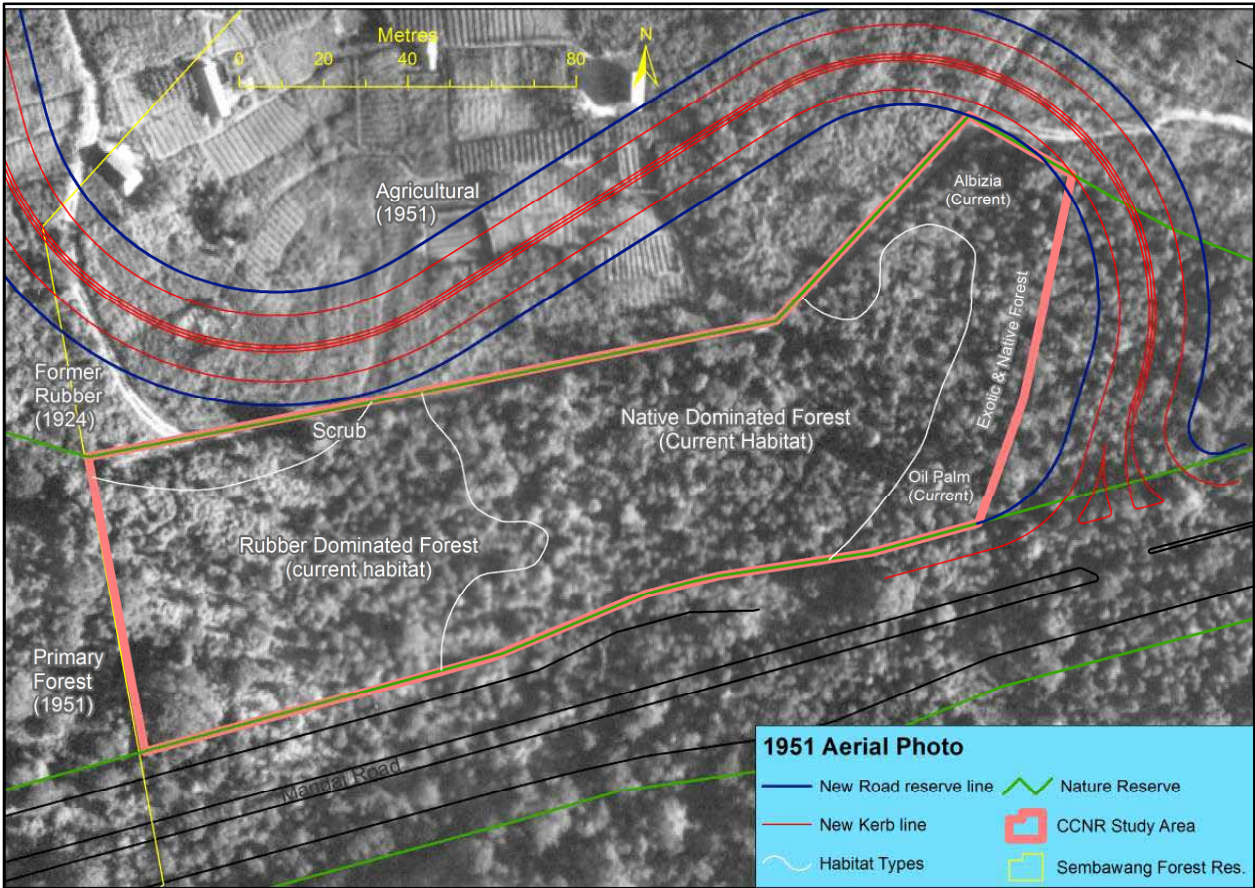 Metres
0 20 40 80
N
Agricultural
(1951)
Albizia
(Current)
Exotic & Native Forest
Former
Rubber
(1924)
Scrub
Native Dominated Forest
(Current Habitat)
Oil Palm
(Current)
Rubber Dominated Forest
(current habitat)
Primary
Forest
(1951)
Mandai Road
1951 Aerial Photo
New Road reserve line
Nature Reserve
New Kerb line
CCNR Study Area
Habitat Types
Sembawang Forest Res.